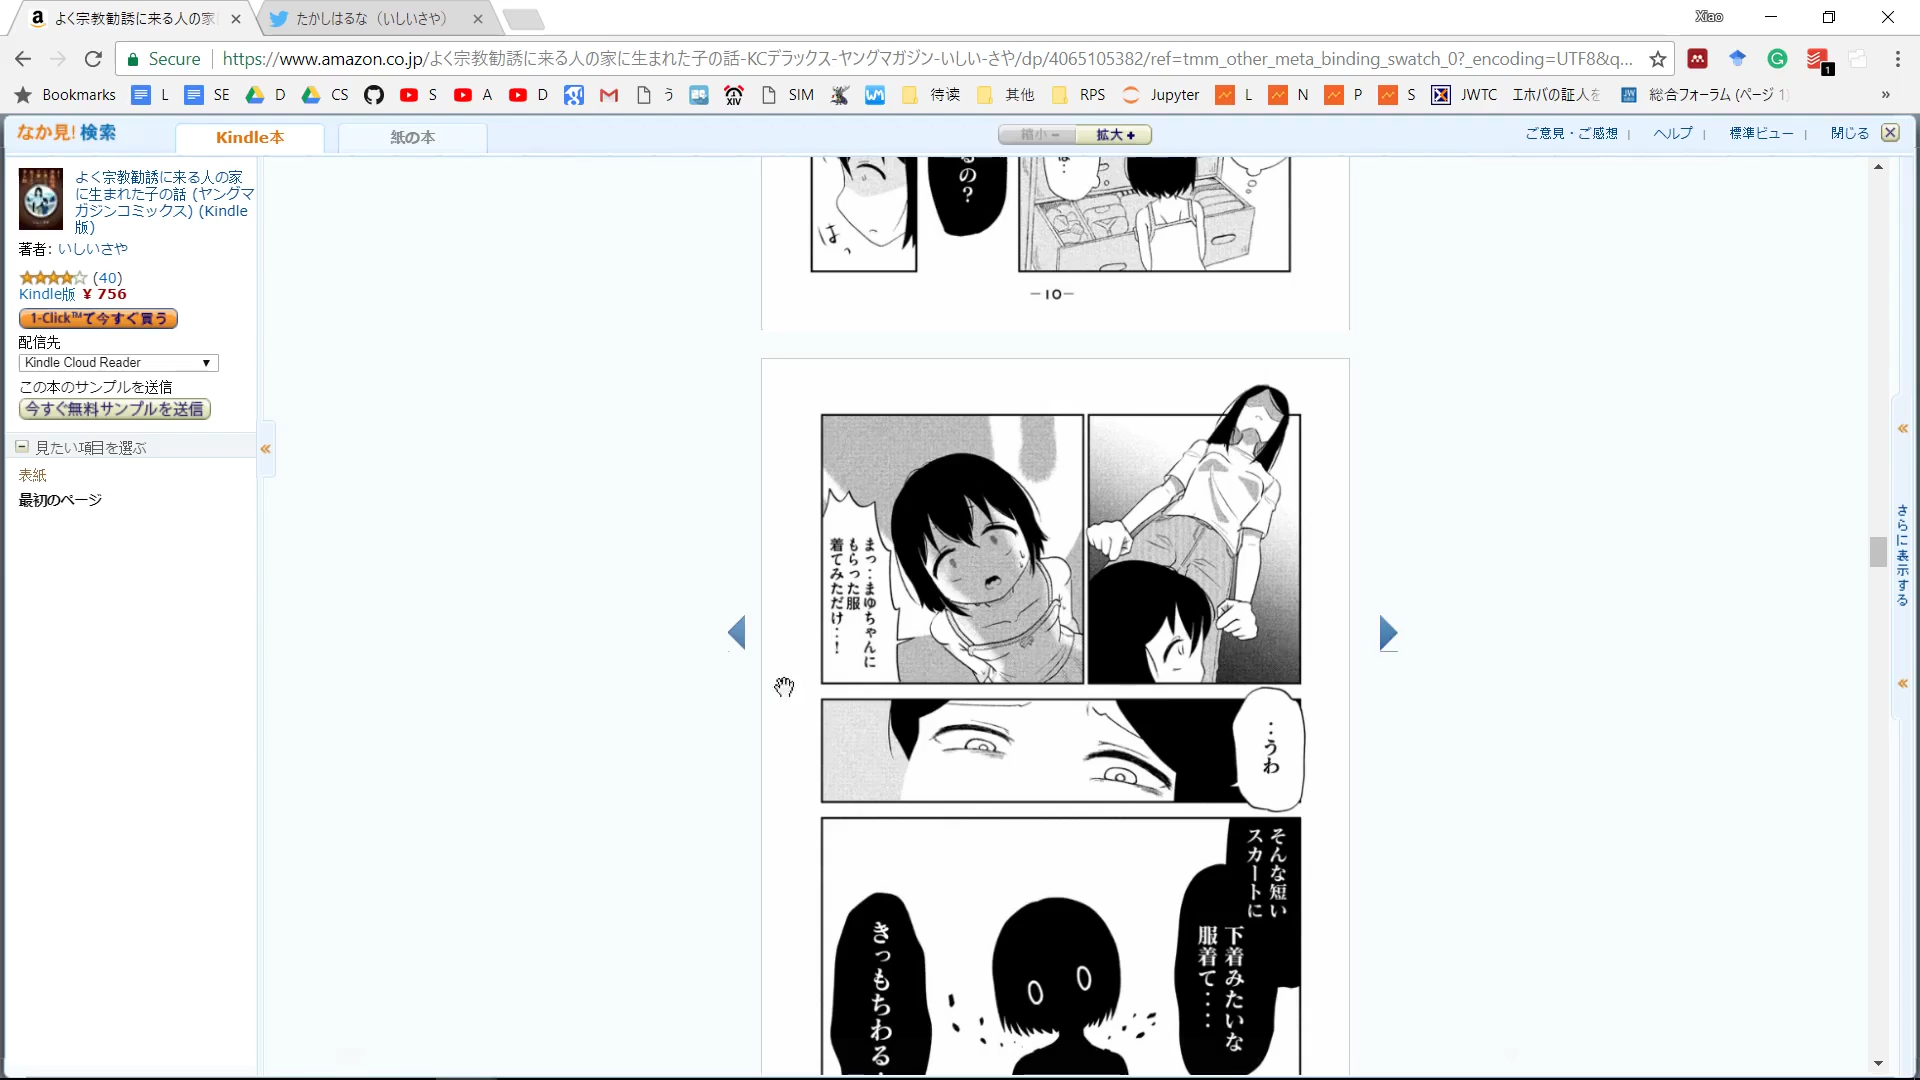 よく宗教勧誘に来る人の家
たかしはるな（いしいさや）
Xiao
Secure
https://www.amazon.co.jp/よく宗教勧誘に来る人の家に生まれた子の話-KCデラックス-ヤングマガジン-いしい-さや/dp/4065105382/ref=tmm_other_meta_binding_swatch_0?_encoding=UTF8&q...
1
Bookmarks L SE D CS S A D う XIV SIM 待读 其他 RPS Jupyter L N P S JWTC エホバの証人を 総合フォーラム (ページ 1) »
なか見!検索
Kindle本
紙の本
縮小 −
拡大 +
ご意見・ご感想 | ヘルプ | 標準ビュー | 閉じる
よく宗教勧誘に来る人の家
に生まれた子の話 (ヤングマ
ガジンコミックス) (Kindle
版)
著者: いしいさや
(40)
Kindle版 ¥ 756
1-Click™で今すぐ買う
配信先
Kindle Cloud Reader
この本のサンプルを送信
今すぐ無料サンプルを送信
見たい項目を選ぶ
表紙
最初のページ
さらに表示する
るの?
は‥
はっ
－10－
まっ‥まゆちゃんに
もらった服
着てみただけ‥!
‥うわ
そんな短い
スカートに
下着みたいな
服着て‥‥
きっもちわる